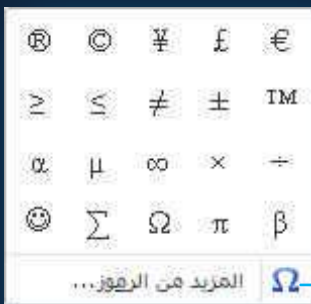 ® © ¥ £ €
≥ ≤ ≠ ± TM
α µ ∞ × ÷
☺ ∑ Ω π β
Ω المزيد من الرموز...